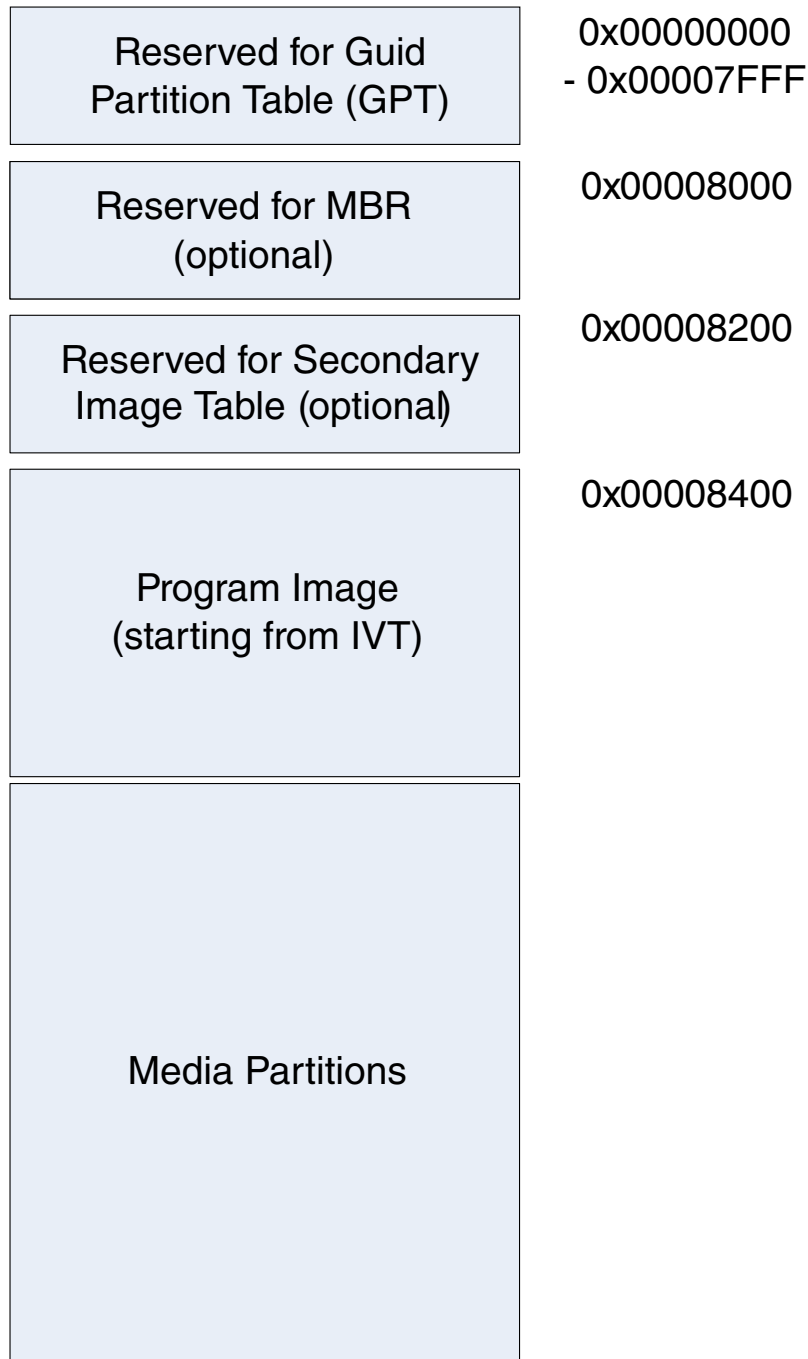 Reserved for Guid
Partition Table (GPT)
0x00000000
- 0x00007FFF
Reserved for MBR
(optional)
0x00008000
Reserved for Secondary
Image Table (optional)
0x00008200
Program Image
(starting from IVT)
0x00008400
Media Partitions